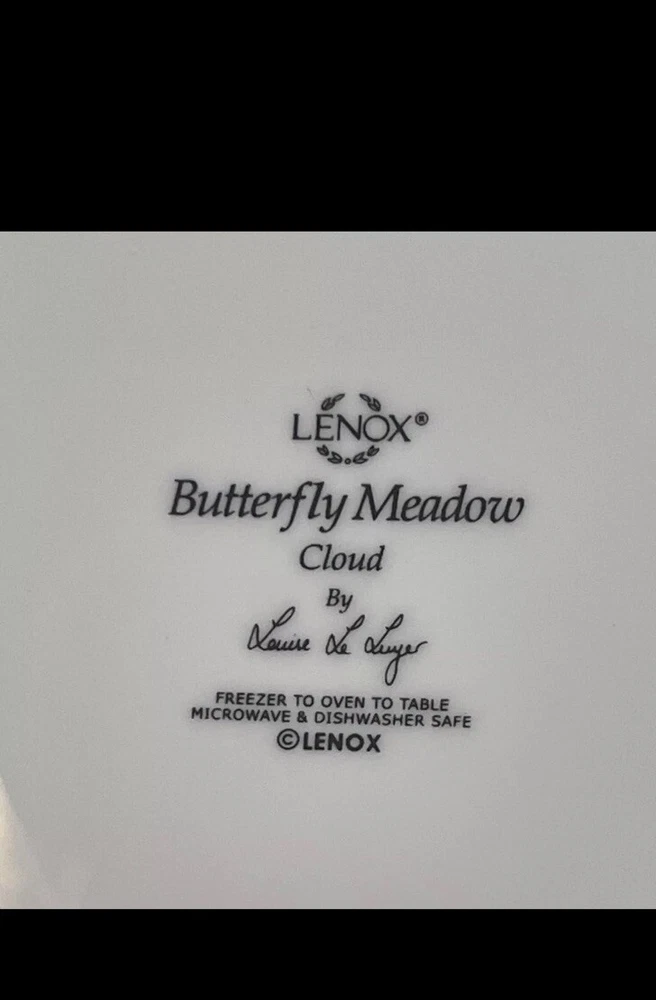 LENOX®
Butterfly Meadow
Cloud
By
Louise Le Luyer
FREEZER TO OVEN TO TABLE
MICROWAVE & DISHWASHER SAFE
©LENOX